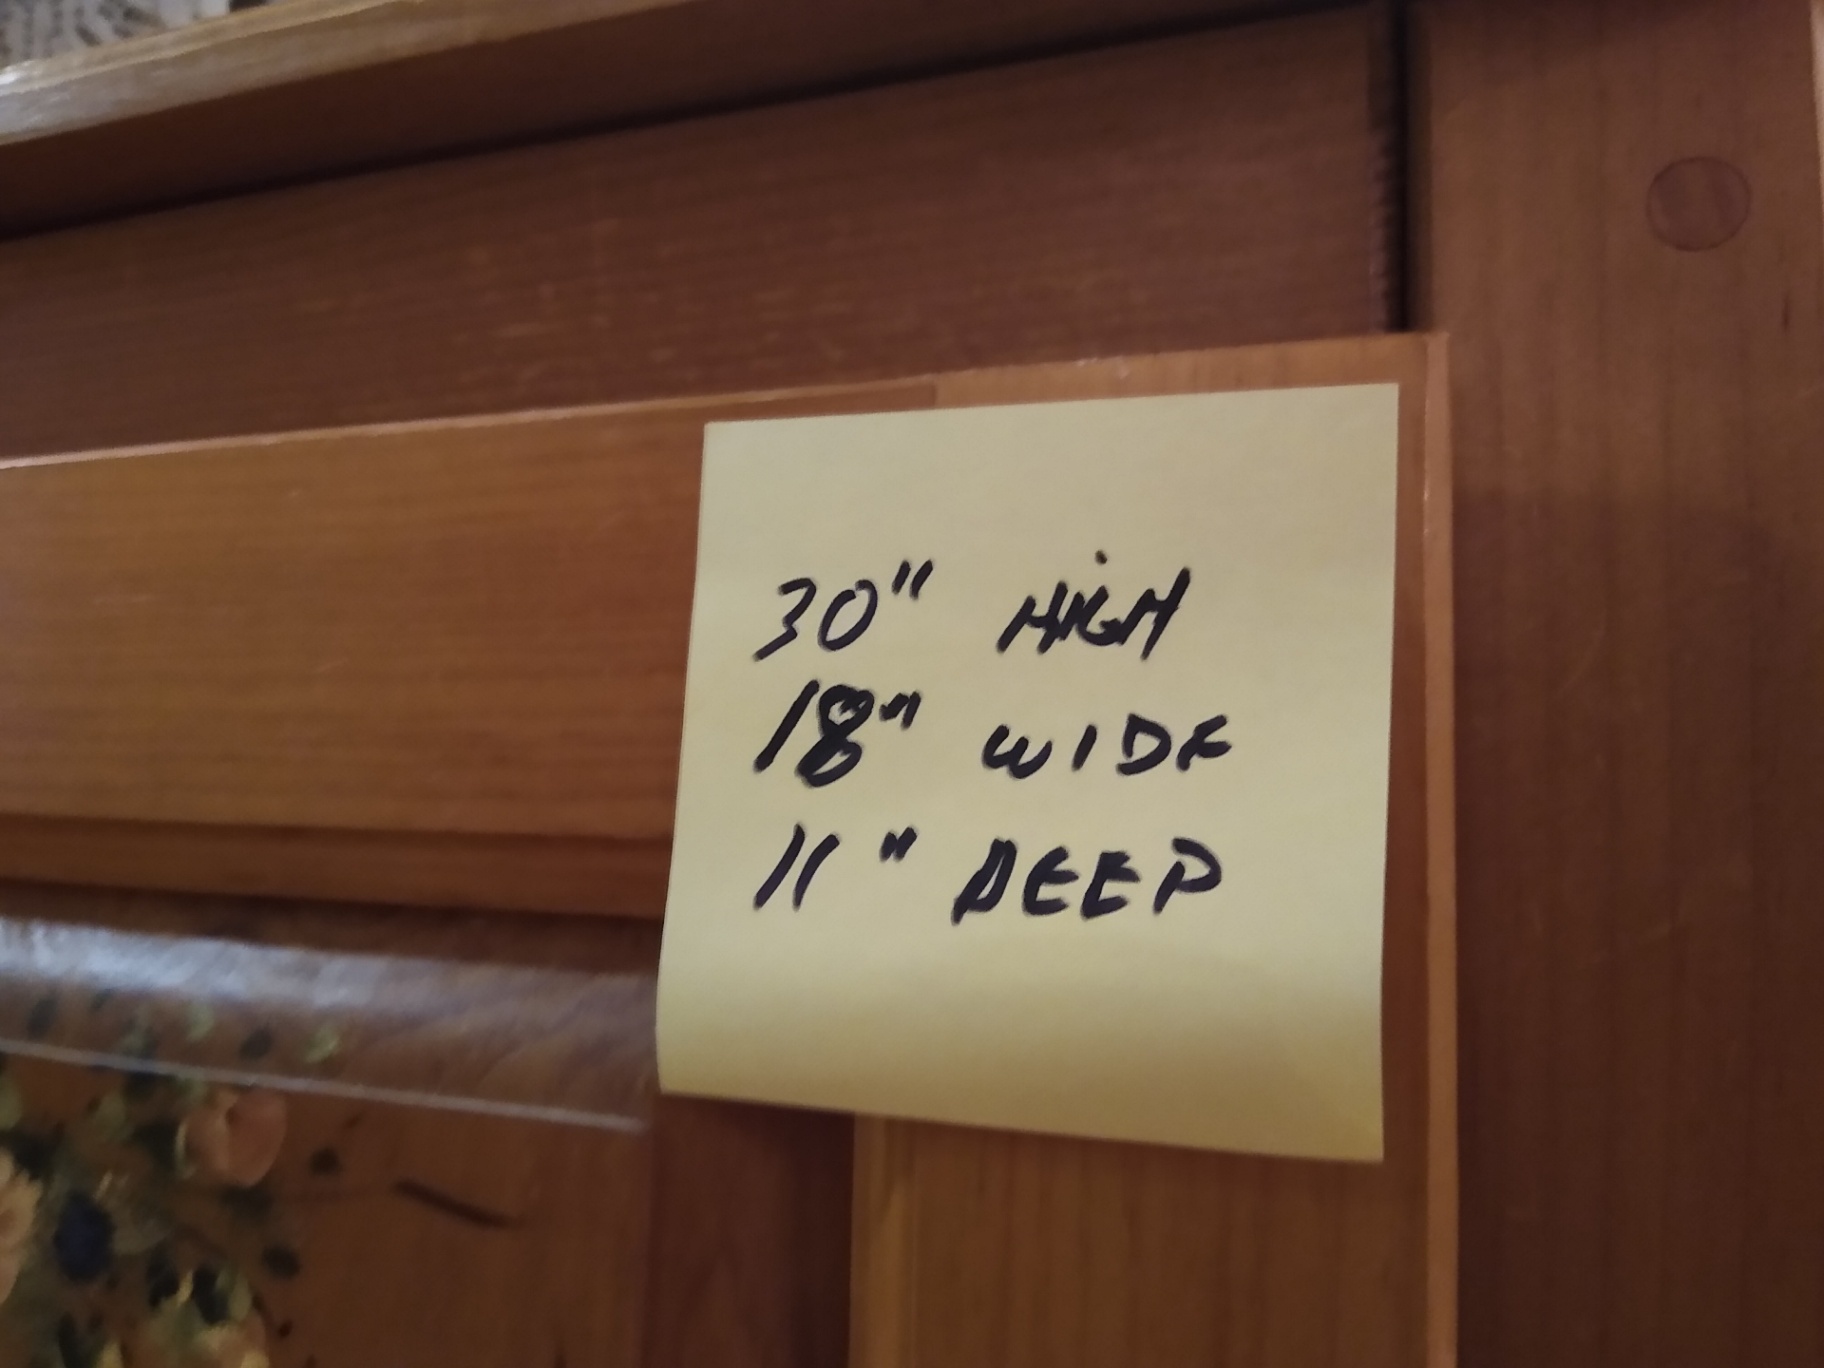 30" HIGH
18" WIDE
11" DEEP